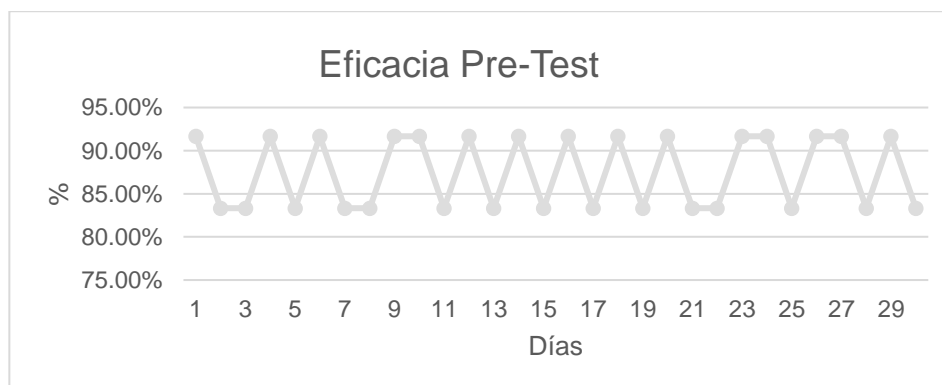 Eficacia Pre-Test
95.00%
90.00%
85.00%
80.00%
75.00%
%
1 3 5 7 9 11 13 15 17 19 21 23 25 27 29
Días